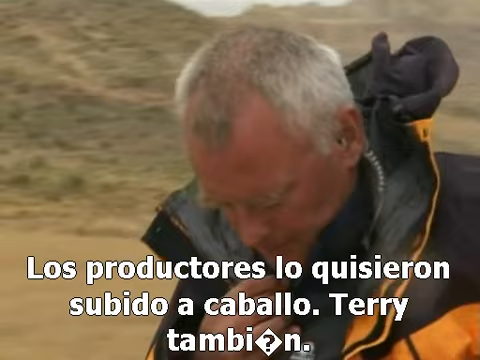 Los productores lo quisieron
subido a caballo. Terry
tambi�n.